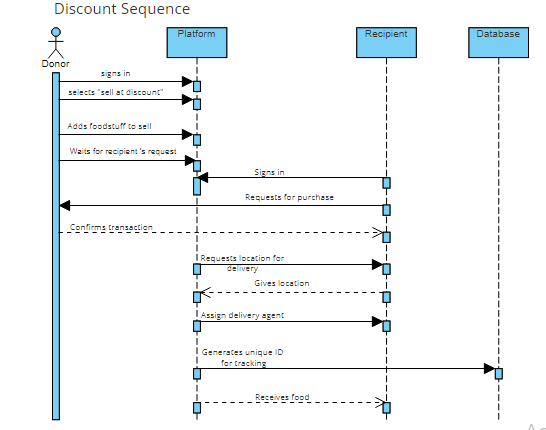 Discount Sequence
Platform
Recipient
Database
Donor
signs in
selects "sell at discount"
Adds foodstuff to sell
Waits for recipient 's request
Signs in
Requests for purchase
Confirms transaction
Requests location for
delivery
Gives location
Assign delivery agent
Generates unique ID
for tracking
Receives food